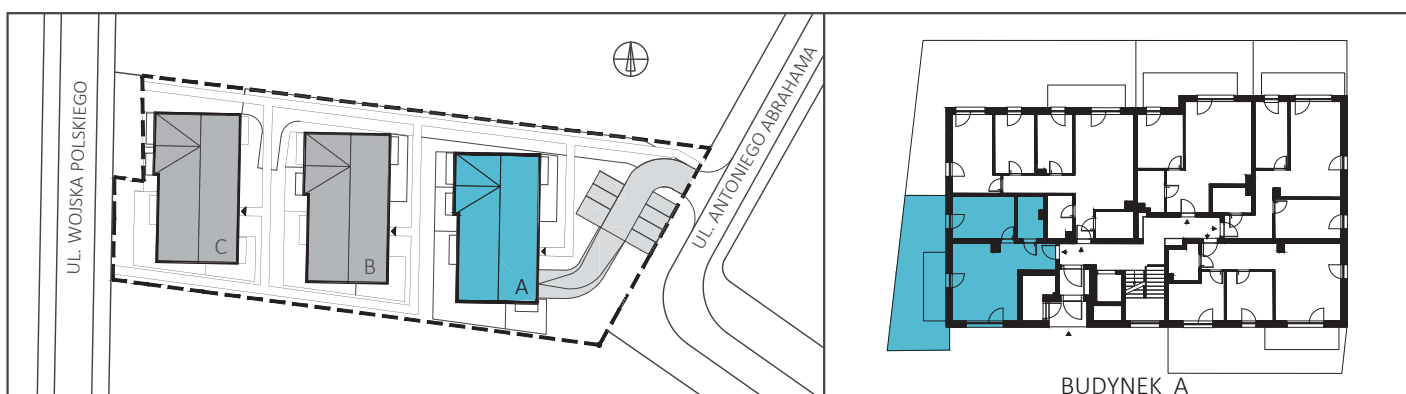 UL. WOJSKA POLSKIEGO
C
B
A
UL. ANTONIEGO ABRAHAMA
BUDYNEK A